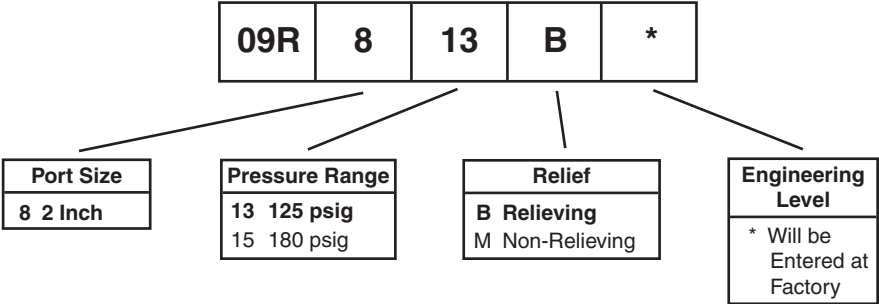 09R 8 13 B *
Port Size
8 2 Inch
Pressure Range
13 125 psig
15 180 psig
Relief
B Relieving
M Non-Relieving
Engineering
Level
* Will be
Entered at
Factory